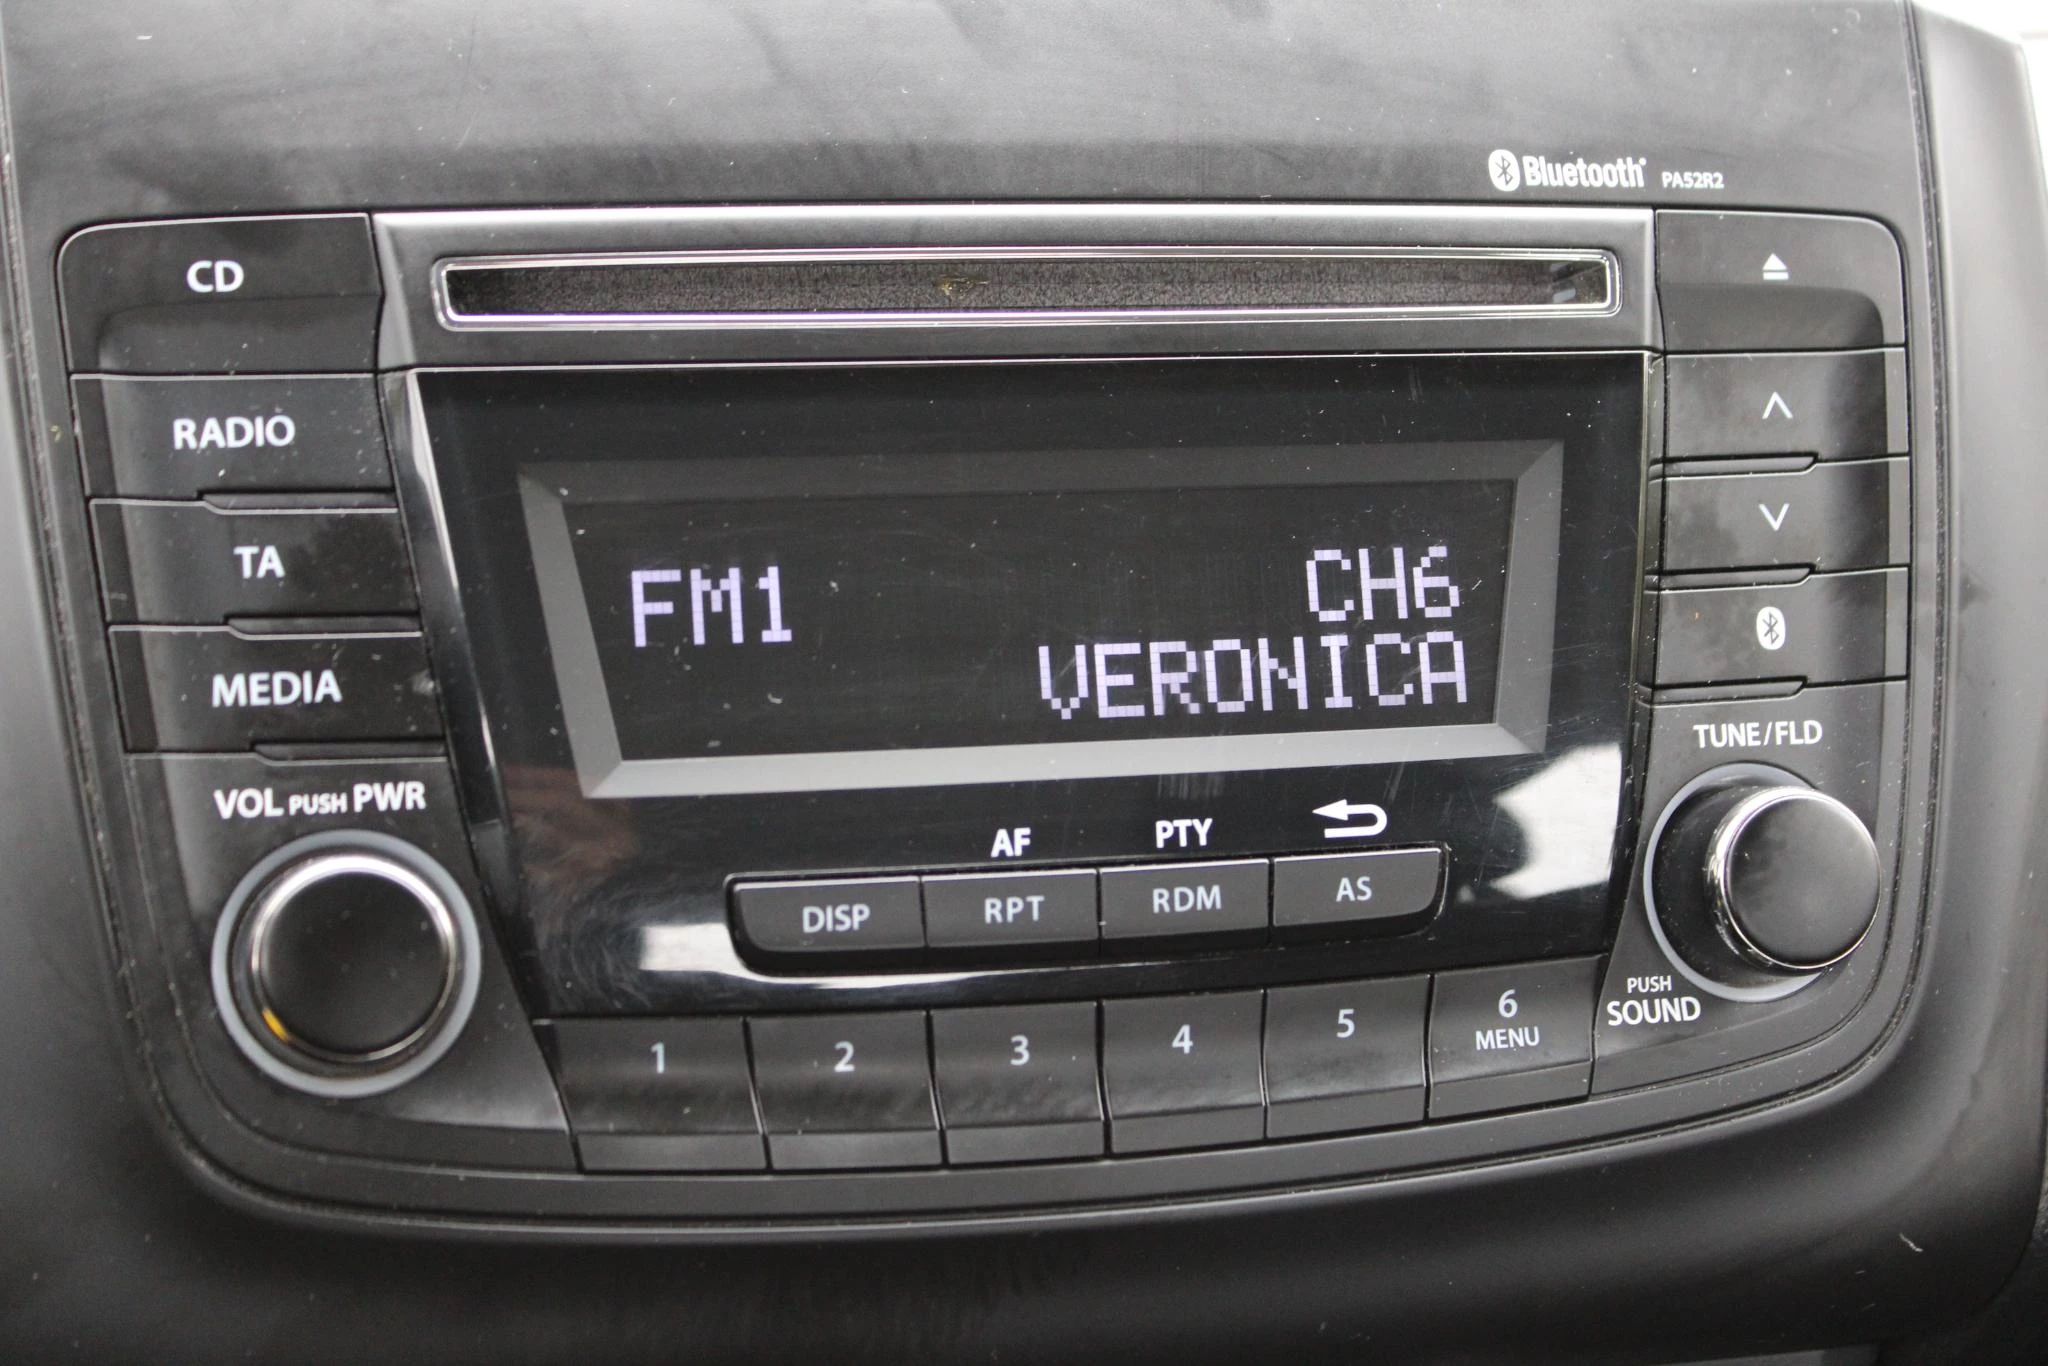 Bluetooth PA52R2
CD
RADIO
TA
MEDIA
VOL PUSH PWR
FM1
CH6
VERONICA
AF
PTY
DISP
RPT
RDM
AS
1
2
3
4
5
6
MENU
TUNE/FLD
PUSH
SOUND